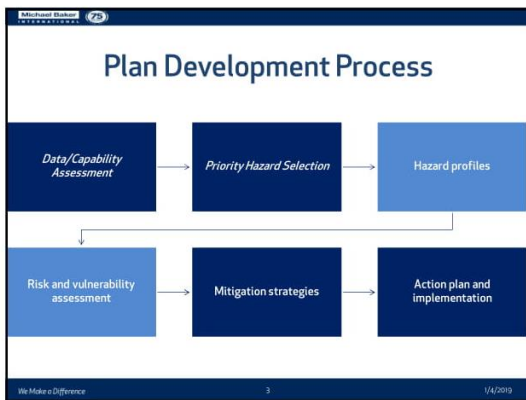 Michael Baker
INTERNATIONAL
75
Plan Development Process
Data/Capability
Assessment
Priority Hazard Selection
Hazard profiles
Risk and vulnerability
assessment
Mitigation strategies
Action plan and
implementation
We Make a Difference
3
1/4/2019